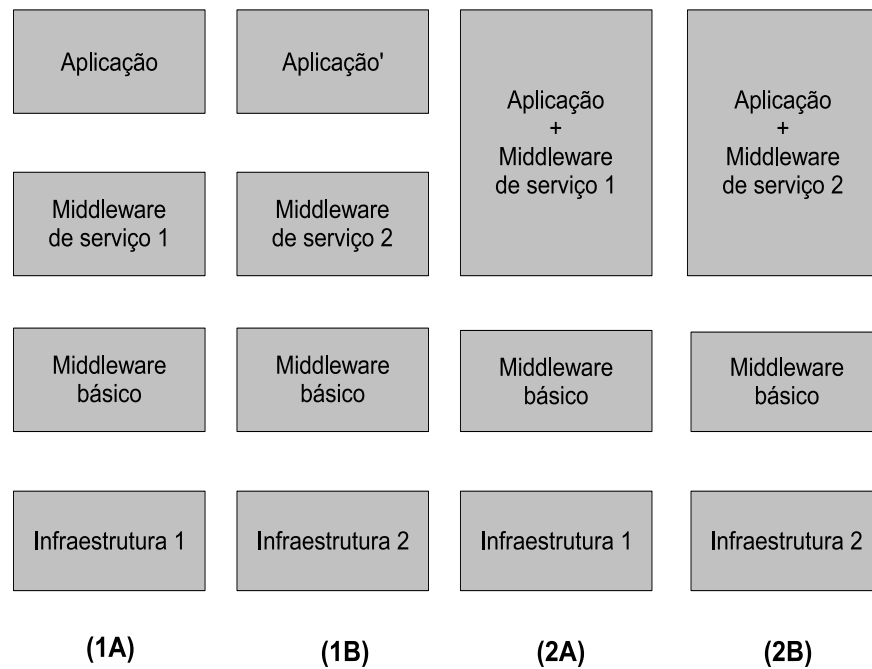 Aplicação
Middleware
de serviço 1
Middleware
básico
Infraestrutura 1
(1A)
Aplicação'
Middleware
de serviço 2
Middleware
básico
Infraestrutura 2
(1B)
Aplicação
+
Middleware
de serviço 1
Middleware
básico
Infraestrutura 1
(2A)
Aplicação
+
Middleware
de serviço 2
Middleware
básico
Infraestrutura 2
(2B)